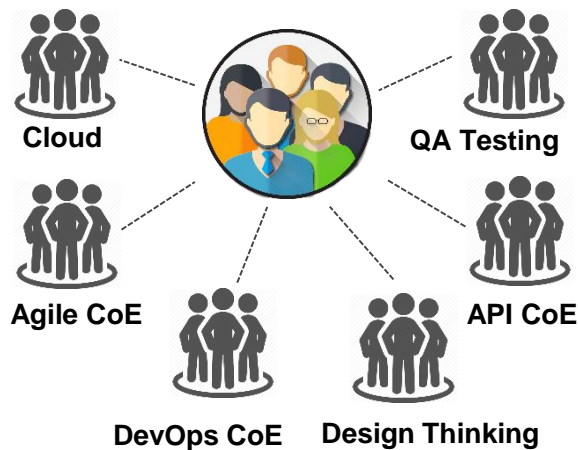 Cloud
QA Testing
Agile CoE
API CoE
DevOps CoE
Design Thinking